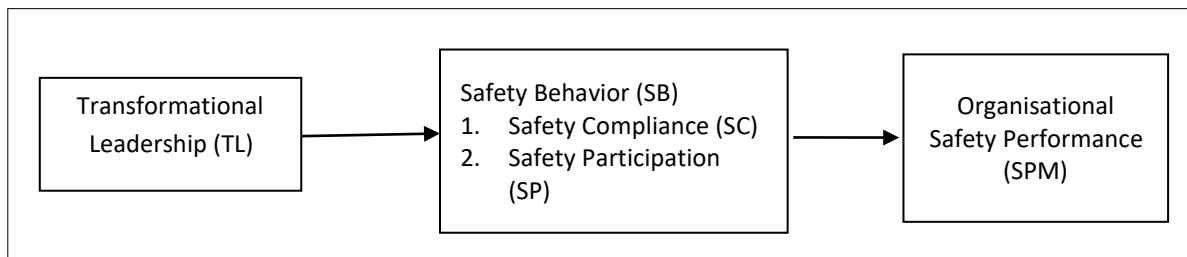 Transformational
Leadership (TL)
Safety Behavior (SB)
1. Safety Compliance (SC)
2. Safety Participation
(SP)
Organisational
Safety Performance
(SPM)